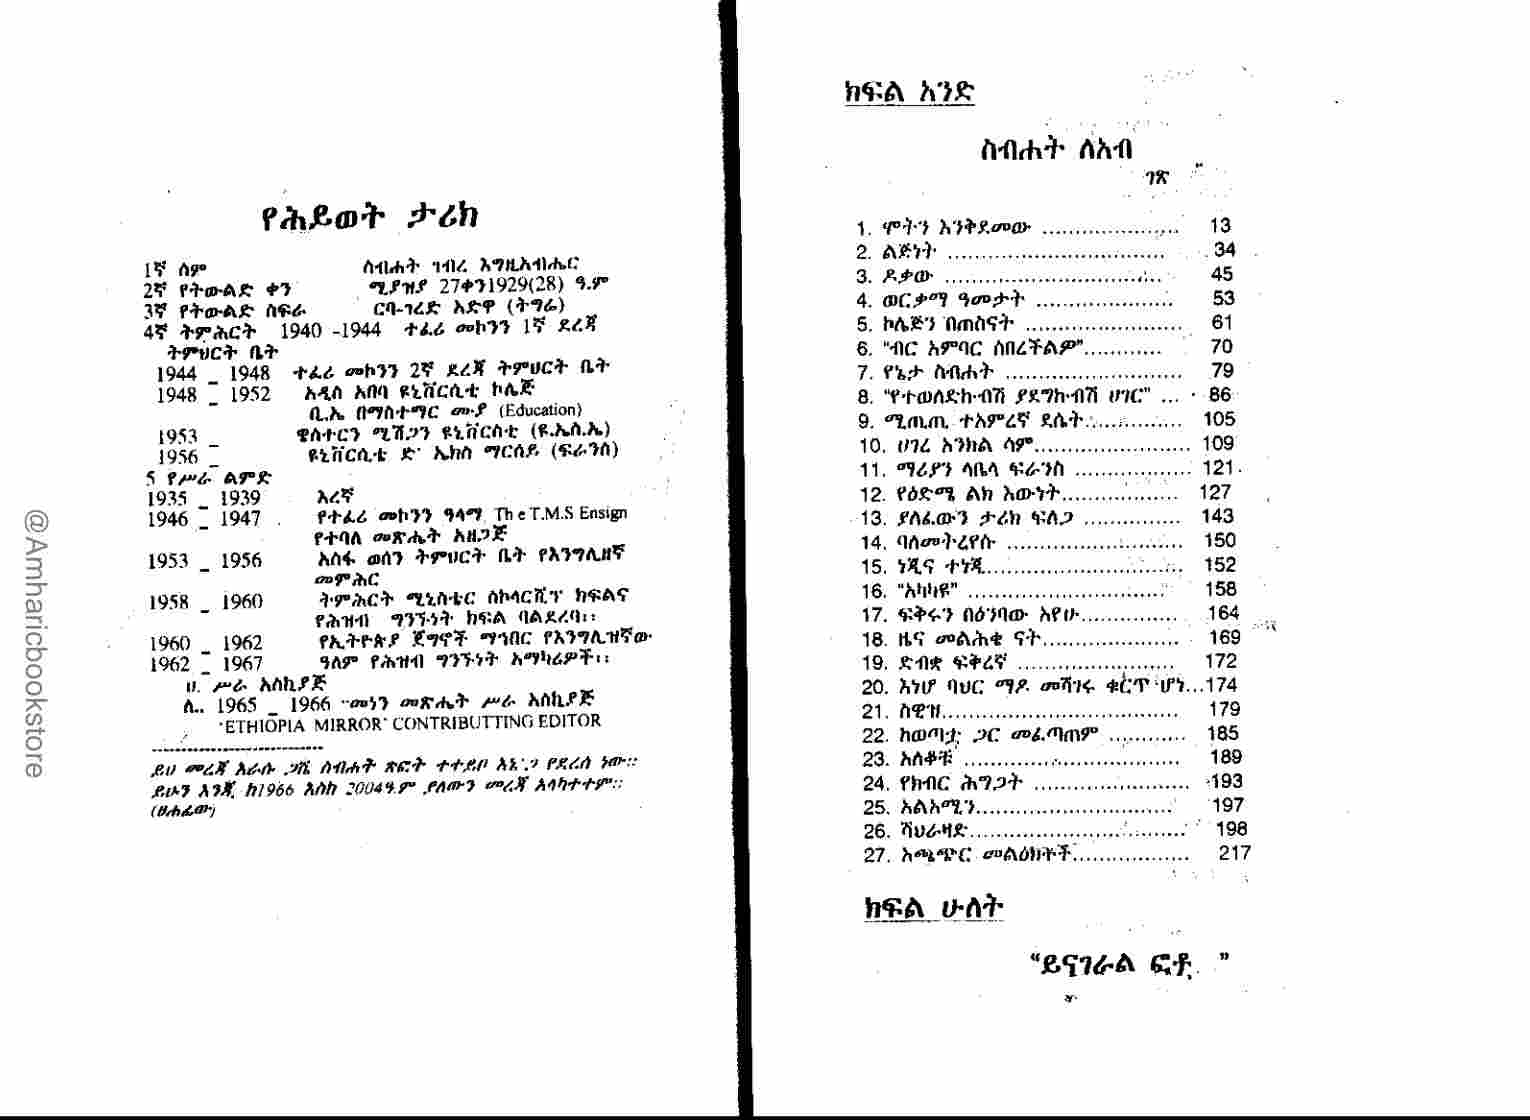 የሕይወት ታሪክ
1ኛ ስም ስብሐት ገብረ እግዚአብሔር
2ኛ የትውልድ ቀን ሚያዝያ 27ቀን1929(28) ዓ.ም
3ኛ የትውልድ ስፍራ ርባ-ገረድ አድዋ (ትግሬ)
4ኛ ትምሕርት 1940 -1944 ተፈሪ መኮንን 1ኛ ደረጃ
ትምህርት ቤት
1944 _ 1948 ተፈሪ መኮንን 2ኛ ደረጃ ትምህርት ቤት
1948 _ 1952 አዲስ አበባ ዩኒቨርሲቲ ኮሌጅ
ቢ.ኤ በማስተማር ሙያ (Education)
1953 _ ዌስተርን ሚሽጋን ዩኒቨርስቲ (ዩ.ኤስ.ኤ)
1956 _ ዩኒቨርሲቲ ድ' ኤክስ ማርሰይ (ፍራንስ)
5 የሥራ ልምድ
1935 _ 1939 እረኛ
1946 _ 1947 የተፈሪ መኮንን ዓላማ The T.M.S Ensign
የተባለ መጽሔት አዘጋጅ
1953 _ 1956 አስፋ ወሰን ትምህርት ቤት የእንግሊዘኛ
መምሕር
1958 _ 1960 ትምሕርት ሚኒስቴር ስኮላርሺፕ ክፍልና
የሕዝብ ግንኙነት ክፍል ባልደረባ፡፡
1960 _ 1962 የኢትዮጵያ ጀግኖች ማኅበር የእንግሊዝኛው
1962 _ 1967 ዓለም የሕዝብ ግንኙነት አማካሪዎች፡፡
ሀ. ሥራ አስኪያጅ
ለ.. 1965 _ 1966 "መነን መጽሔት ሥራ አስኪያጅ
'ETHIOPIA MIRROR' CONTRIBUTTING EDITOR
ይህ መረጃ እራሱ ጋሼ ስብሐት ጽፎት ተተይቦ እኔ'ጋ የደረሰ ነው፡፡
ይሁን እንጂ ከ1966 እስከ 2004ዓ.ም ያለውን መረጃ አላካተተም፡፡
(ፀሐፊው)
@Amharicbookstore
ክፍል አንድ
ስብሐት ለአብ
ገጽ
1. ሞትን እንቅደመው ..................... 13
2. ልጅነት ................................. 34
3. ዶቃው ................................. 45
4. ወርቃማ ዓመታት ..................... 53
5. ኮሌጅን በጠስናት ........................ 61
6. "ብር አምባር ሰበረችልዎ"............ 70
7. የኔታ ስብሐት ........................... 79
8. "የተወለድኩብሽ ያደግኩብሽ ሀገር" ... 86
9. ሚጢጢ ተአምረኛ ደሴት............... 105
10. ሀገረ አንክል ሳም........................ 109
11. ማሪያን ላቤላ ፍራንስ .................. 121
12. የዕድሜ ልክ እውነት.................. 127
13. ያለፈውን ታሪክ ፍለጋ ............... 143
14. ባለመትረየሱ ........................... 150
15. ነጂና ተነጂ.............................. 152
16. "አካካዩ" .............................. 158
17. ፍቅሩን በዕንባው አየሁ............... 164
18. ዜና መልሕቁ ናት..................... 169
19. ድብቋ ፍቅረኛ ........................ 172
20. እነሆ ባህር ማዶ መሻገሩ ቁርጥ ሆነ...174
21. ስዊዝ.................................... 179
22. ከወጣቷ ጋር መፈጣጠም ............ 185
23. አሰቆቹ ................................. 189
24. የክብር ሕግጋት ........................ 193
25. አልአሚን.............................. 197
26. ሻህራዛድ................................. 198
27. አጫጭር መልዕክቶች.................. 217
ክፍል ሁለት
"ይናገራል ፎቶ "